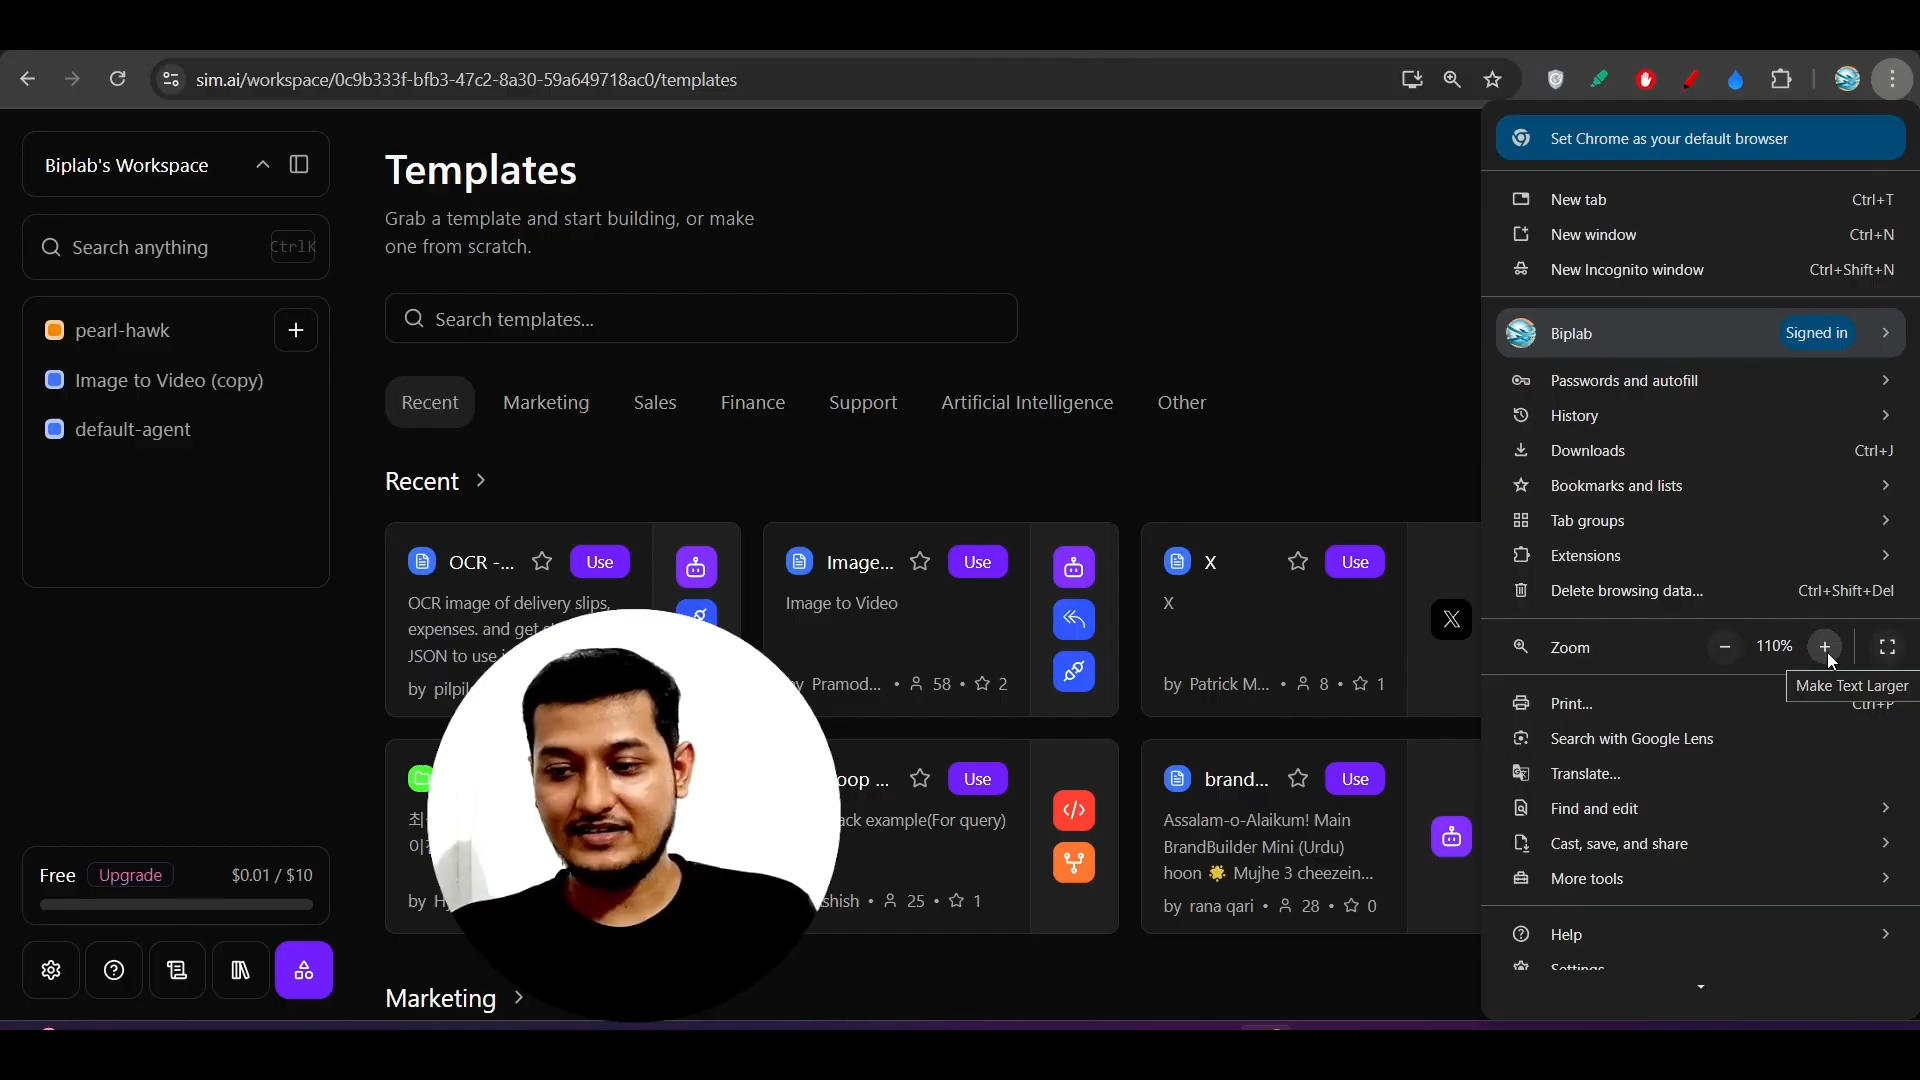 sim.ai/workspace/0c9b333f-bfb3-47c2-8a30-59a649718ac0/templates
Biplab's Workspace
Search anything
CtrlK
pearl-hawk
Image to Video (copy)
default-agent
Free
Upgrade
$0.01 / $10
Templates
Grab a template and start building, or make
one from scratch.
Search templates...
Recent
Marketing
Sales
Finance
Support
Artificial Intelligence
Other
Recent
OCR -...
Use
OCR image of delivery slips,
expenses. and get
JSON to use
by pilpil
Image...
Use
Image to Video
Pramod... • 58 • 2
X
Use
X
by Patrick M... • 8 • 1
by
...
Use
example(For query)
• 25 • 1
brand...
Use
Assalam-o-Alaikum! Main
BrandBuilder Mini (Urdu)
hoon 🌟 Mujhe 3 cheezein...
by rana qari • 28 • 0
Marketing
Set Chrome as your default browser
New tab Ctrl+T
New window Ctrl+N
New Incognito window Ctrl+Shift+N
Biplab Signed in
Passwords and autofill
History
Downloads Ctrl+J
Bookmarks and lists
Tab groups
Extensions
Delete browsing data... Ctrl+Shift+Del
Zoom − 110% +
Make Text Larger
Print... Ctrl+P
Search with Google Lens
Translate...
Find and edit
Cast, save, and share
More tools
Help
Settings